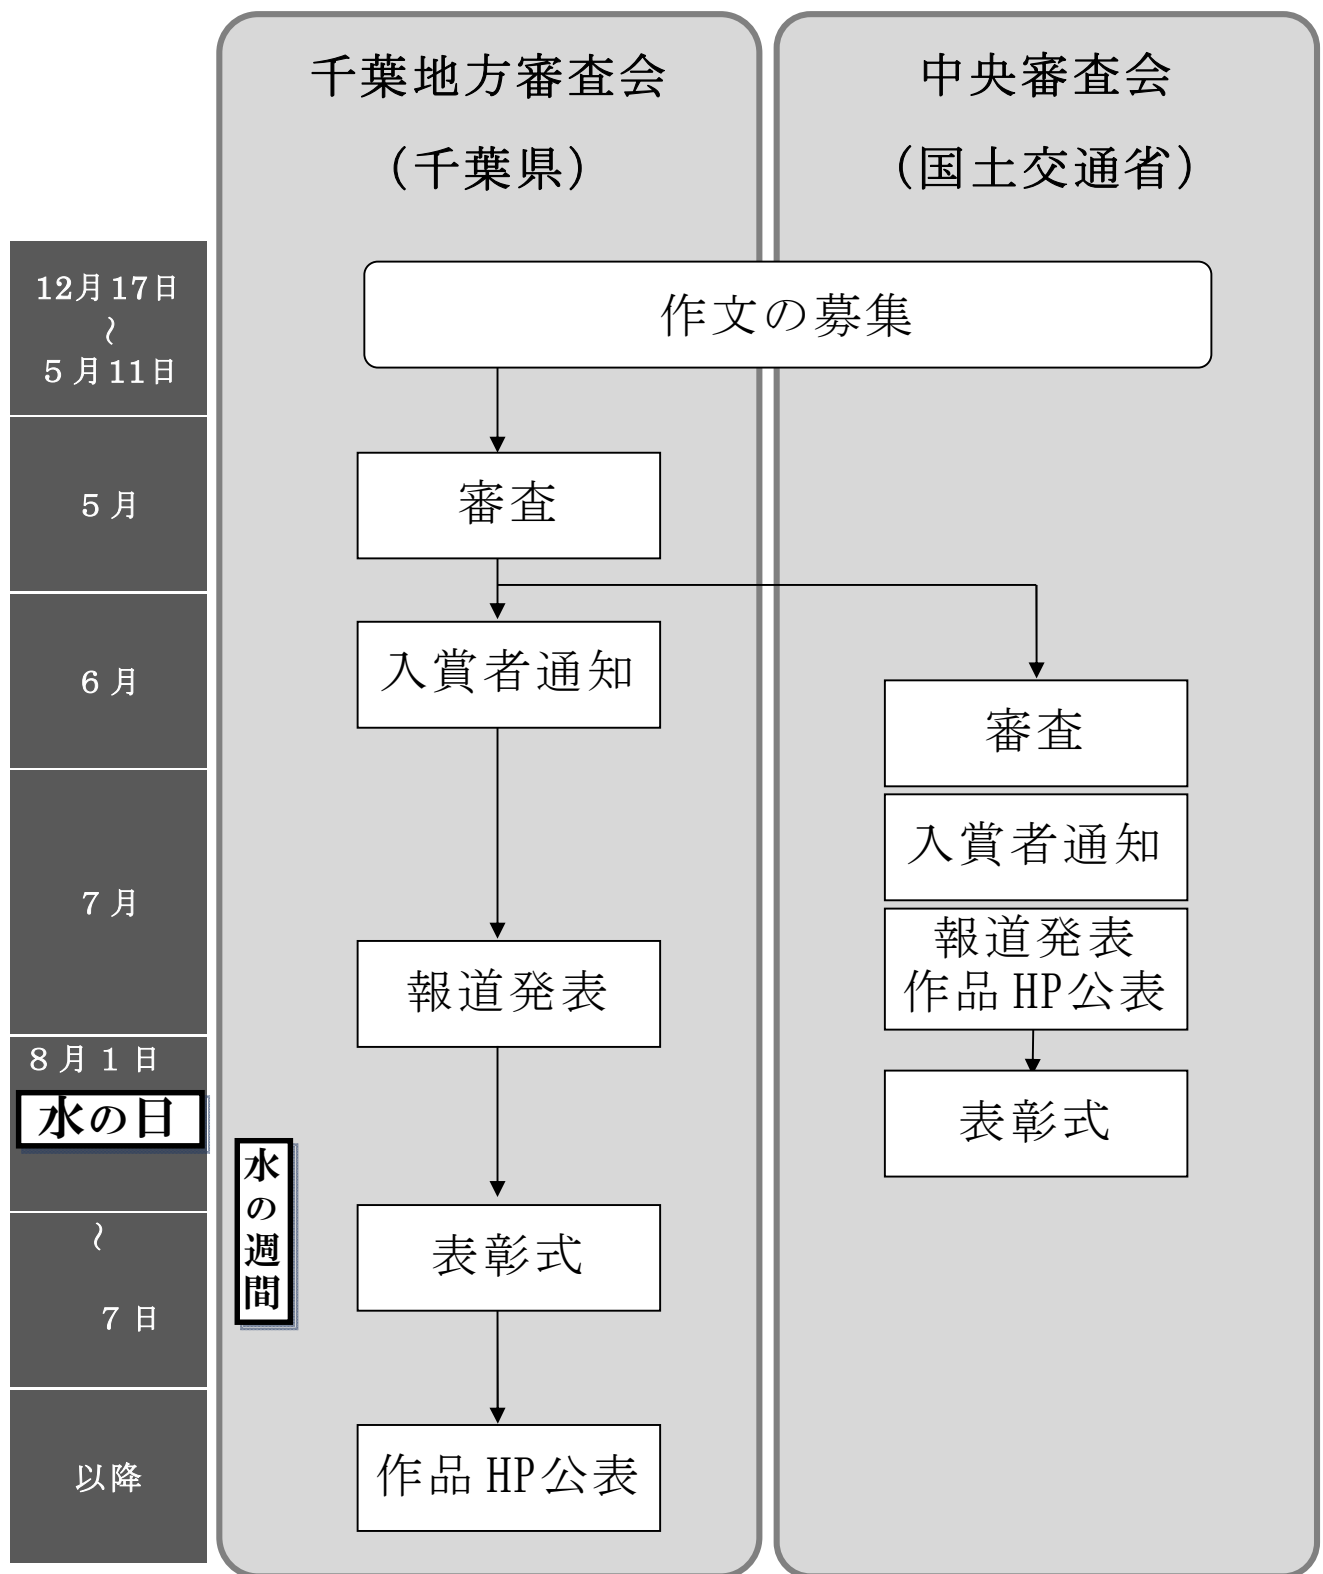 千葉地方審査会
（千葉県）
中央審査会
（国土交通省）
12月17日
～
5月11日
作文の募集
5月
審査
6月
入賞者通知
審査
7月
入賞者通知
報道発表
報道発表
作品HP公表
8月1日
水の日
表彰式
水の週間
～
7日
表彰式
以降
作品HP公表